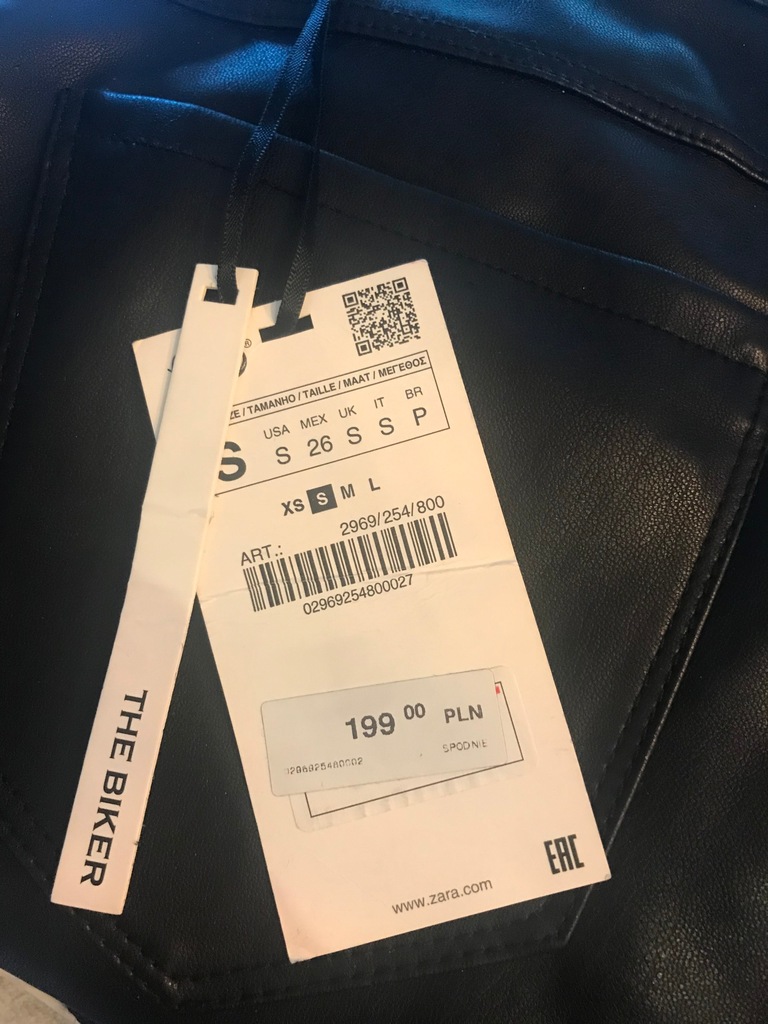 ®
ZE / TAMANHO / TAILLE / MAAT / ΜΕΓΕΘΟΣ
USA MEX UK IT BR
S S 26 S S P
XS S M L
2969/254/800
ART.:
02969254800027
199 00 PLN
SPODNIE
www.zara.com
EAC
THE BIKER